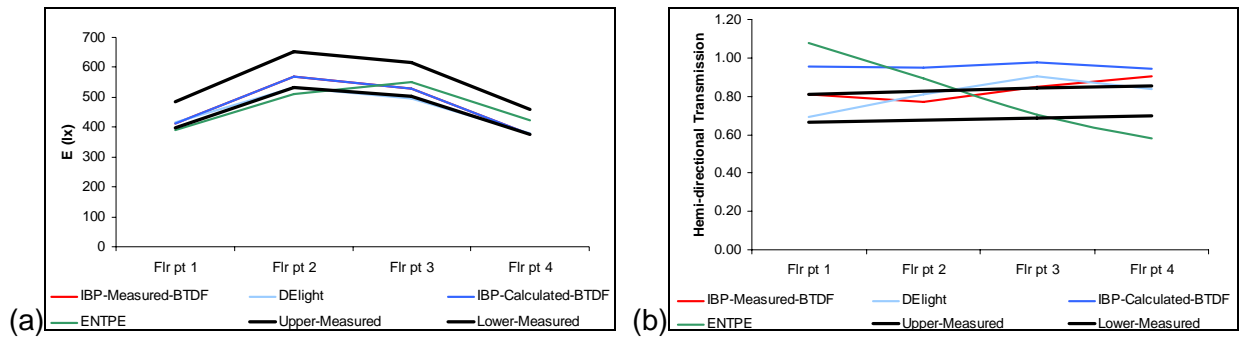 700
600
500
400
300
200
100
0
E (lx)
Flr pt 1 Flr pt 2 Flr pt 3 Flr pt 4
IBP-Measured-BTDF DElight IBP-Calculated-BTDF
ENTPE Upper-Measured Lower-Measured
(a)
1.20
1.00
0.80
0.60
0.40
0.20
0.00
Hemi-directional Transmission
Flr pt 1 Flr pt 2 Flr pt 3 Flr pt 4
IBP-Measured-BTDF DElight IBP-Calculated-BTDF
ENTPE Upper-Measured Lower-Measured
(b)